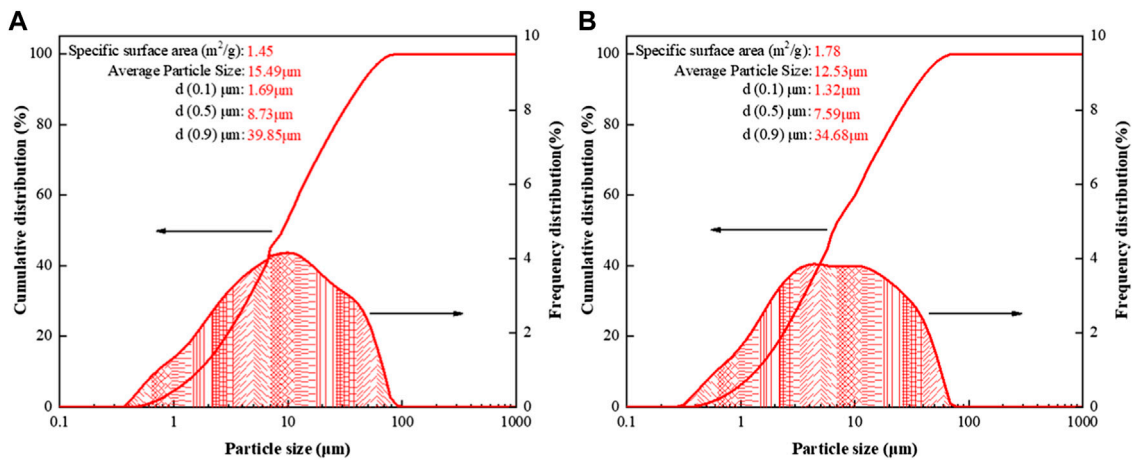 A
Specific surface area (m²/g): 1.45
Average Particle Size: 15.49μm
d (0.1) μm: 1.69μm
d (0.5) μm: 8.73μm
d (0.9) μm: 39.85μm
Cumulative distribution (%)
100
80
60
40
20
0
10
8
6
4
2
0
Frequency distribution(%)
0.1 1 10 100 1000
Particle size (μm)
B
Specific surface area (m²/g): 1.78
Average Particle Size: 12.53μm
d (0.1) μm: 1.32μm
d (0.5) μm: 7.59μm
d (0.9) μm: 34.68μm
Cumulative distribution (%)
100
80
60
40
20
0
10
8
6
4
2
0
Frequency distribution(%)
0.1 1 10 100 1000
Particle size (μm)